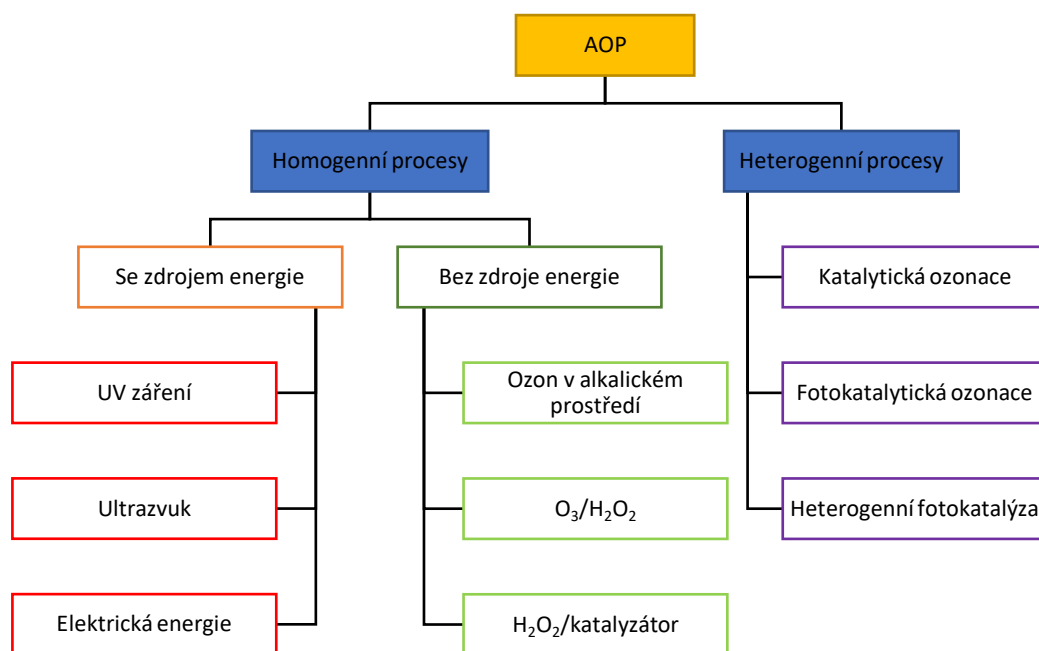 AOP
Homogenní procesy
Heterogenní procesy
Se zdrojem energie
Bez zdroje energie
Katalytická ozonace
UV záření
Ozon v alkalickém
prostředí
Fotokatalytická ozonace
Ultrazvuk
O₃/H₂O₂
Heterogenní fotokatalýza
Elektrická energie
H₂O₂/katalyzátor